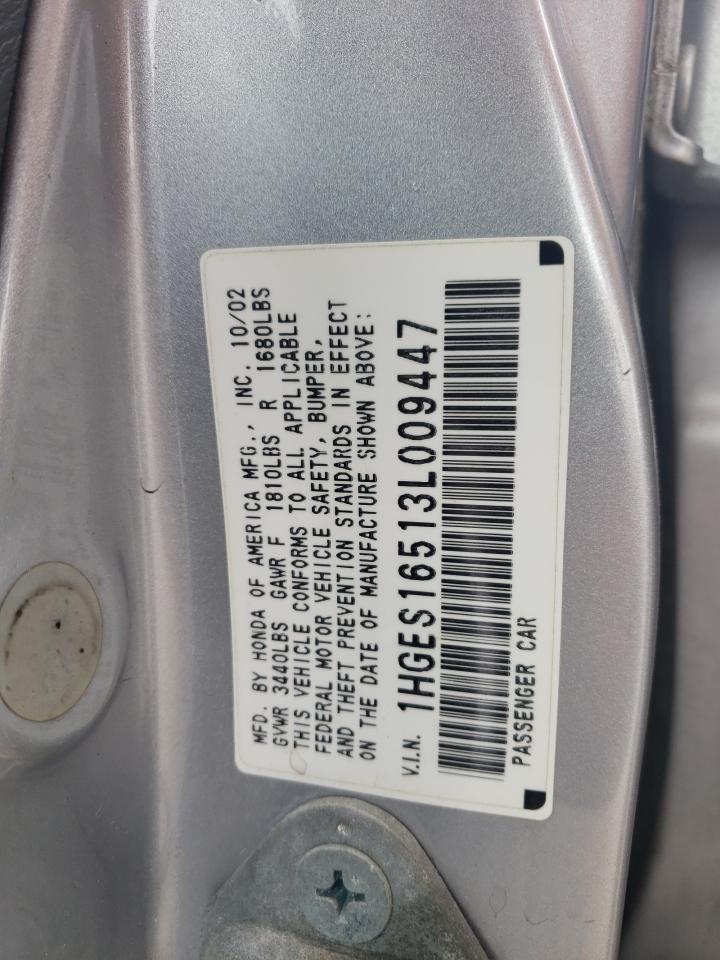 MFD. BY HONDA OF AMERICA MFG., INC. 10/02
GVWR 3440LBS GAWR F 1810LBS R 1680LBS
THIS VEHICLE CONFORMS TO ALL APPLICABLE
FEDERAL MOTOR VEHICLE SAFETY, BUMPER,
AND THEFT PREVENTION STANDARDS IN EFFECT
ON THE DATE OF MANUFACTURE SHOWN ABOVE:
V.I.N. 1HGES16513L009447
PASSENGER CAR